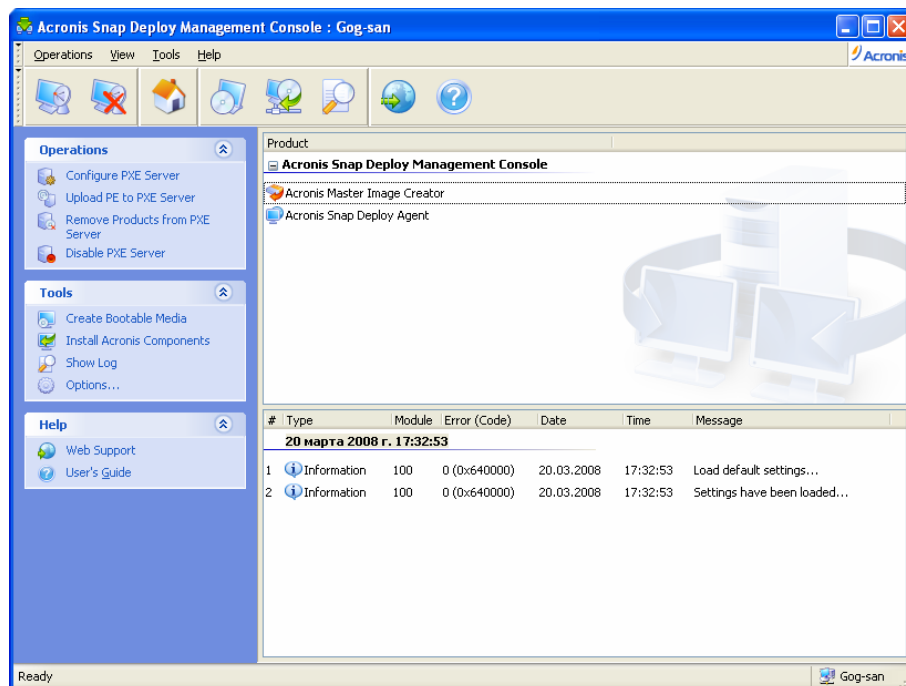 Acronis Snap Deploy Management Console : Gog-san
Operations View Tools Help
Acronis
Operations
Configure PXE Server
Upload PE to PXE Server
Remove Products from PXE
Server
Disable PXE Server
Tools
Create Bootable Media
Install Acronis Components
Show Log
Options...
Help
Web Support
User's Guide
Product
Acronis Snap Deploy Management Console
Acronis Master Image Creator
Acronis Snap Deploy Agent
# Type Module Error (Code) Date Time Message
20 марта 2008 г. 17:32:53
1 Information 100 0 (0x640000) 20.03.2008 17:32:53 Load default settings...
2 Information 100 0 (0x640000) 20.03.2008 17:32:53 Settings have been loaded...
Ready
Gog-san